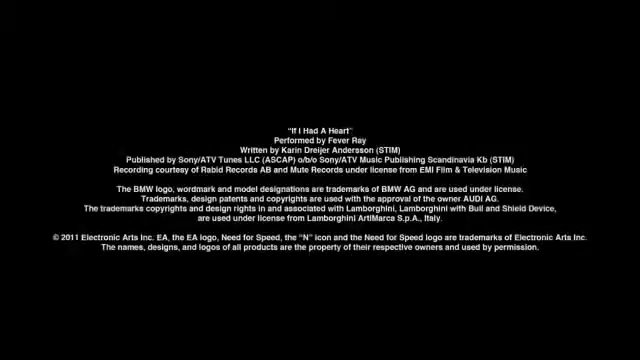 “If I Had A Heart”
Performed by Fever Ray
Written by Karin Dreijer Andersson (STIM)
Published by Sony/ATV Tunes LLC (ASCAP) o/b/o Sony/ATV Music Publishing Scandinavia Kb (STIM)
Recording courtesy of Rabid Records AB and Mute Records under license from EMI Film & Television Music
The BMW logo, wordmark and model designations are trademarks of BMW AG and are used under license.
Trademarks, design patents and copyrights are used with the approval of the owner AUDI AG.
The trademarks copyrights and design rights in and associated with Lamborghini, Lamborghini with Bull and Shield Device,
are used under license from Lamborghini ArtiMarca S.p.A., Italy.
© 2011 Electronic Arts Inc. EA, the EA logo, Need for Speed, the “N” icon and the Need for Speed logo are trademarks of Electronic Arts Inc.
The names, designs, and logos of all products are the property of their respective owners and used by permission.